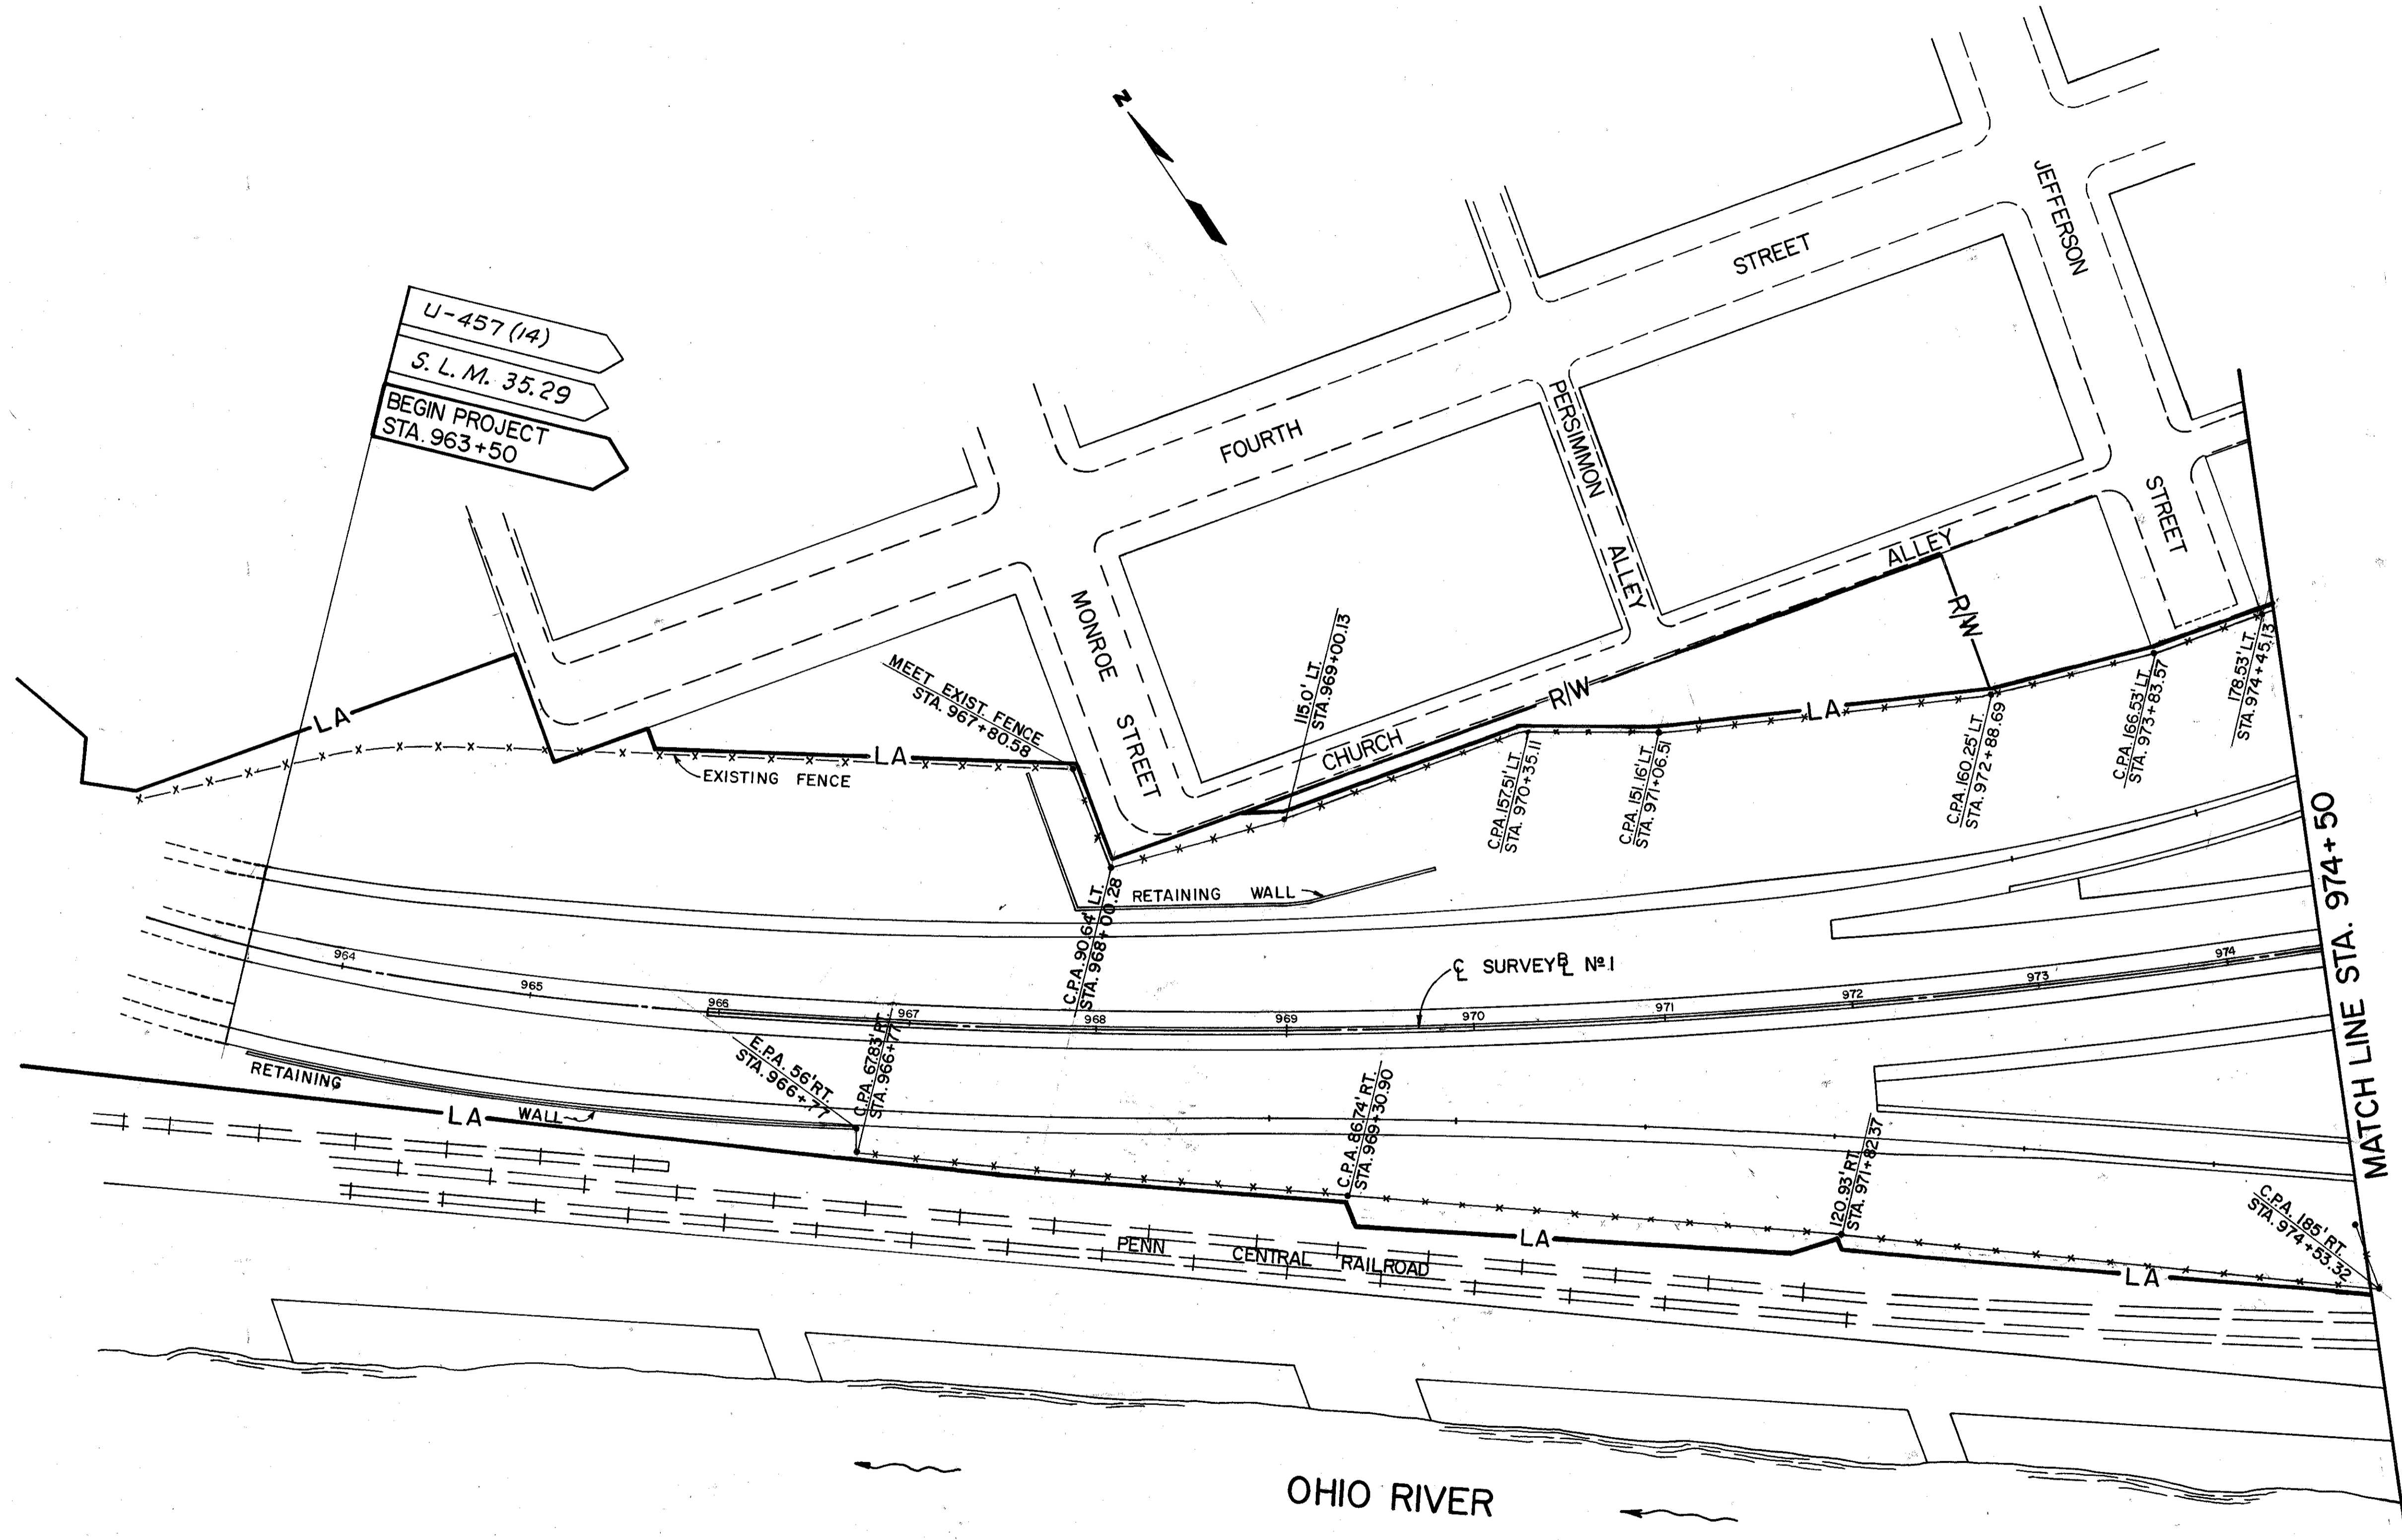 N
U-457 (14)
S. L. M. 35.29
BEGIN PROJECT
STA. 963+50
JEFFERSON
STREET
STREET
FOURTH
PERSIMMON
ALLEY
ALLEY
MONROE
STREET
CHURCH
R/W
R/W
LA
LA
LA
MEET EXIST. FENCE
STA. 967+80.58
EXISTING FENCE
115.0' LT.
STA. 969+00.13
C.P.A. 157.51' LT.
STA. 970+35.11
C.P.A. 151.16' LT.
STA. 971+06.51
C.P.A. 160.25' LT.
STA. 972+88.69
C.P.A. 166.53' LT.
STA. 973+83.57
178.53' LT.
STA. 974+45.13
RETAINING WALL
C.P.A. 90.64' LT.
STA. 968+00.28
℄ SURVEY BL Nº 1
964
965
966
967
968
969
970
971
972
973
974
MATCH LINE STA. 974+50
E.P.A. 56' RT.
STA. 966+77
C.P.A. 67.83' RT.
STA. 966+77
RETAINING
WALL
LA
C.P.A. 86.74' RT.
STA. 969+30.90
120.93' RT.
STA. 971+82.37
C.P.A. 185' RT.
STA. 974+53.32
LA
LA
PENN CENTRAL RAILROAD
OHIO RIVER